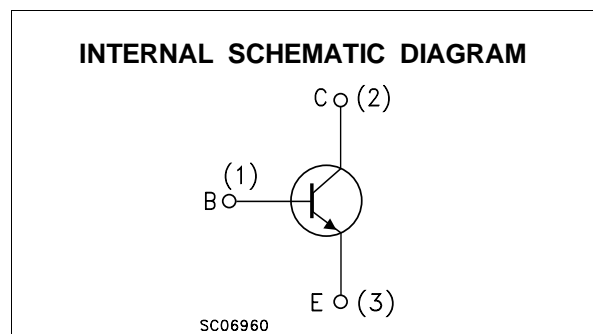 INTERNAL SCHEMATIC DIAGRAM
C (2)
(1)
B
E (3)
SC06960